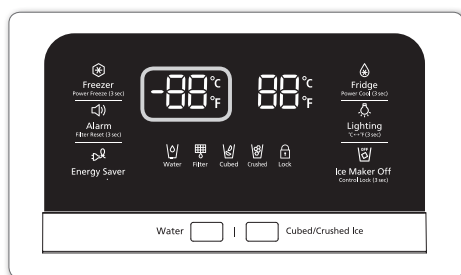 Freezer
Power Freeze (3 sec)
Alarm
Filter Reset (3 sec)
Energy Saver
-88 °C °F
88 °C °F
Water Filter Cubed Crushed Lock
Fridge
Power Cool (3 sec)
Lighting
°C↔°F (3 sec)
OFF
Ice Maker Off
Control Lock (3 sec)
Water | Cubed/Crushed Ice